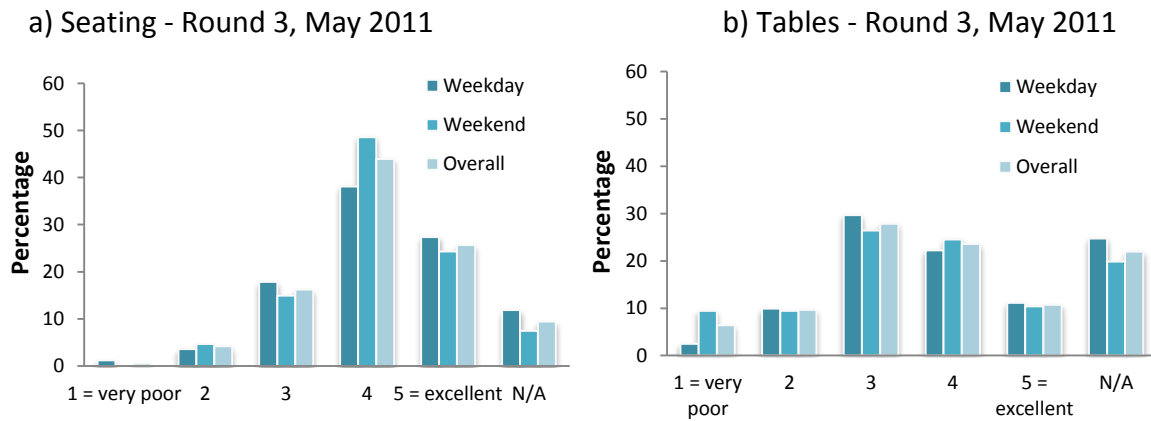 a) Seating - Round 3, May 2011
60
50
40
30
20
10
0
Percentage
Weekday
Weekend
Overall
1 = very poor 2 3 4 5 = excellent N/A
b) Tables - Round 3, May 2011
60
50
40
30
20
10
0
Percentage
Weekday
Weekend
Overall
1 = very 2 3 4 5 = N/A
poor excellent